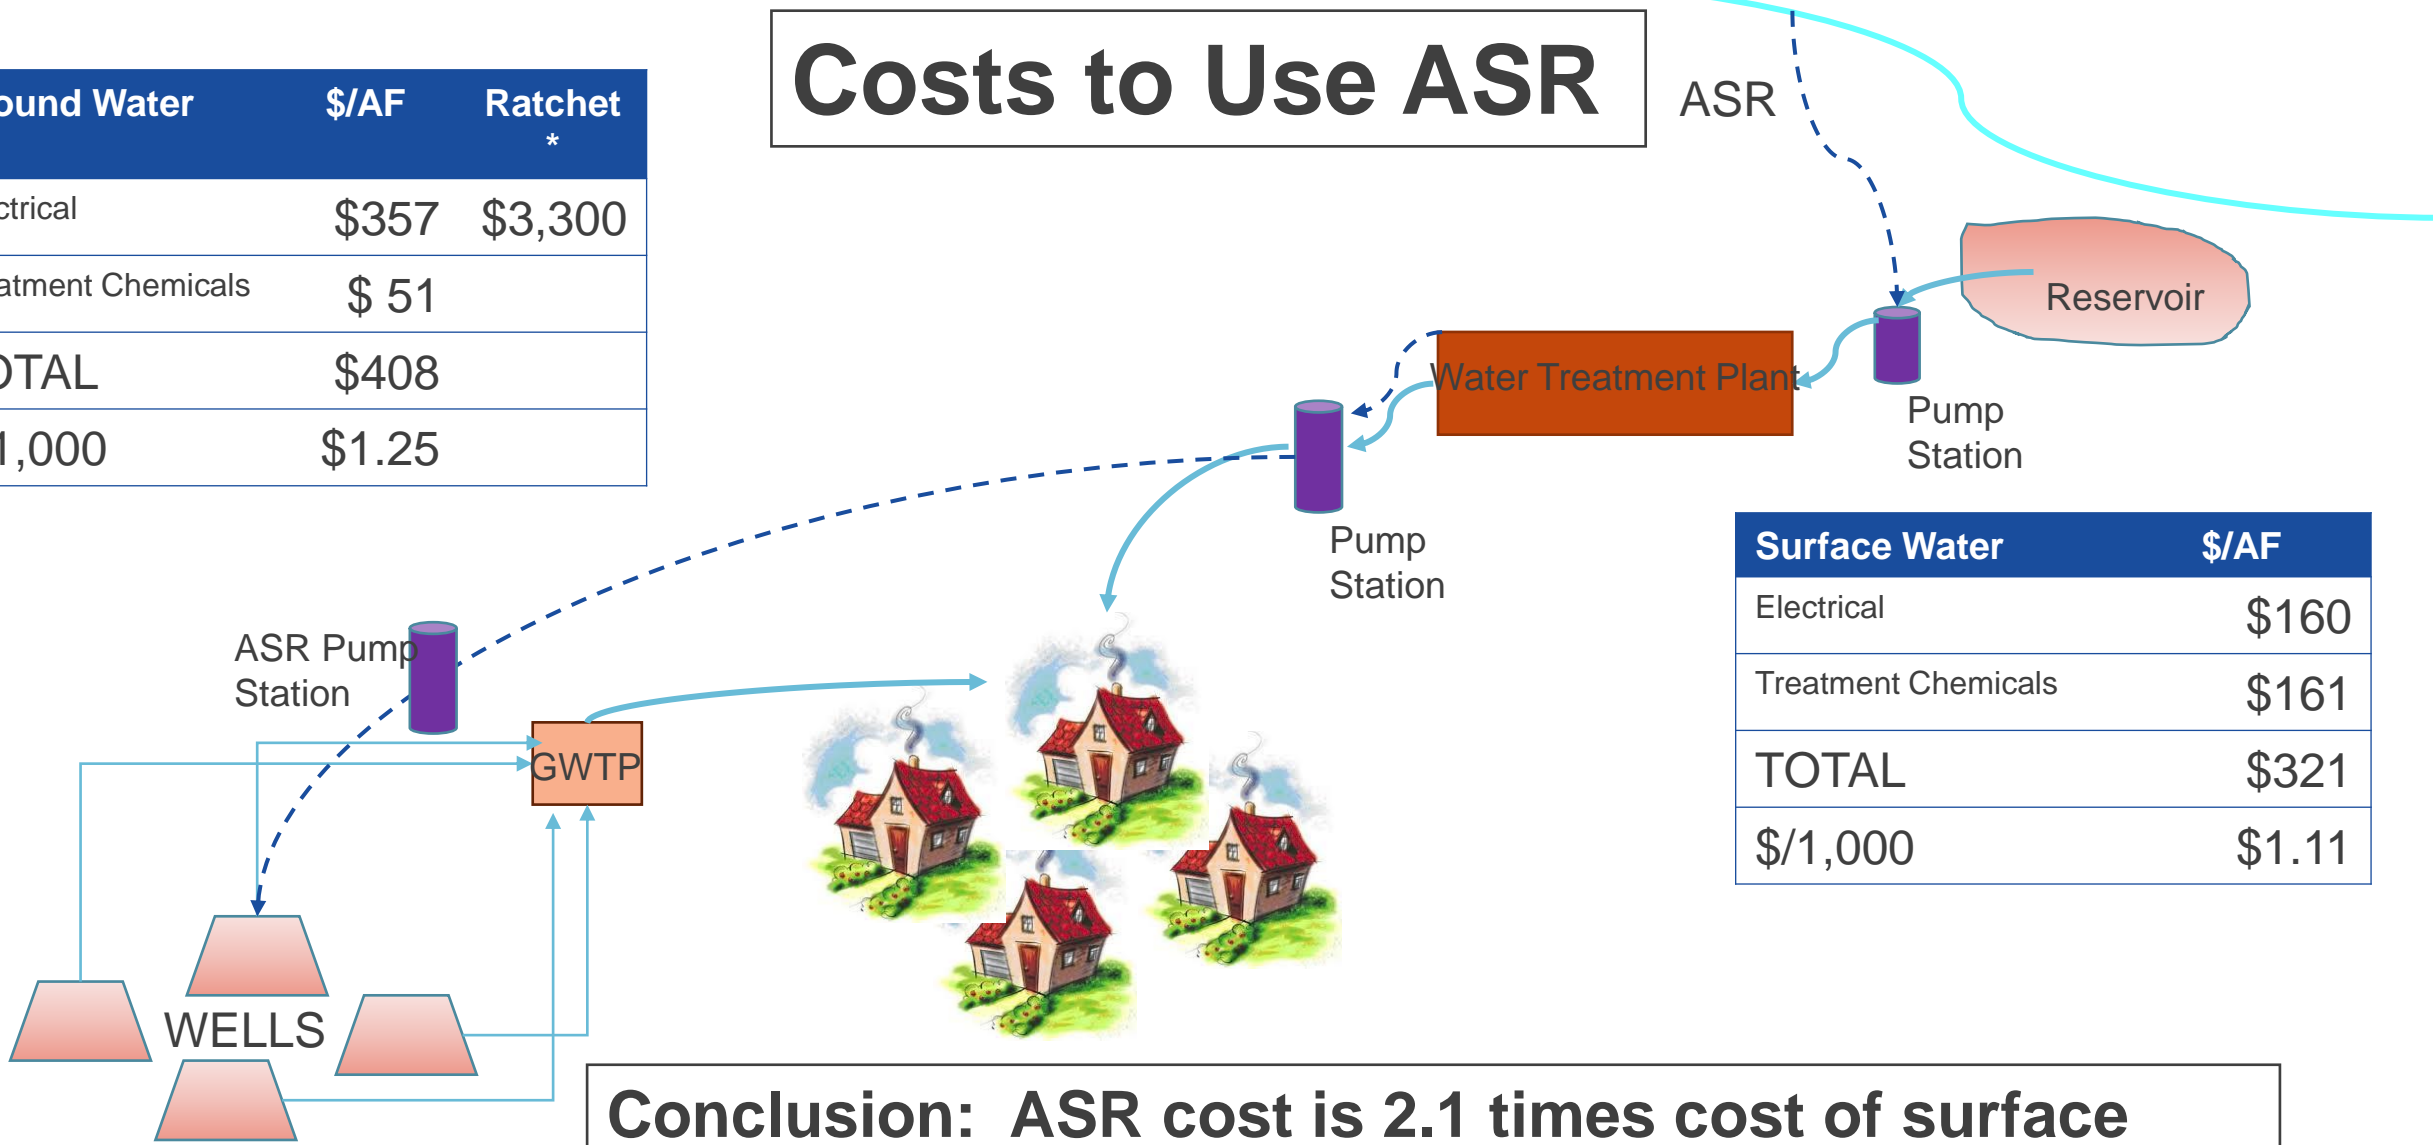 Costs to Use ASR
ound Water $/AF Ratchet
*
ctrical $357 $3,300
atment Chemicals $ 51
OTAL $408
1,000 $1.25
ASR
Reservoir
Water Treatment Plant
Pump
Station
Pump
Station
Surface Water $/AF
Electrical $160
Treatment Chemicals $161
TOTAL $321
$/1,000 $1.11
ASR Pump
Station
GWTP
WELLS
Conclusion: ASR cost is 2.1 times cost of surface